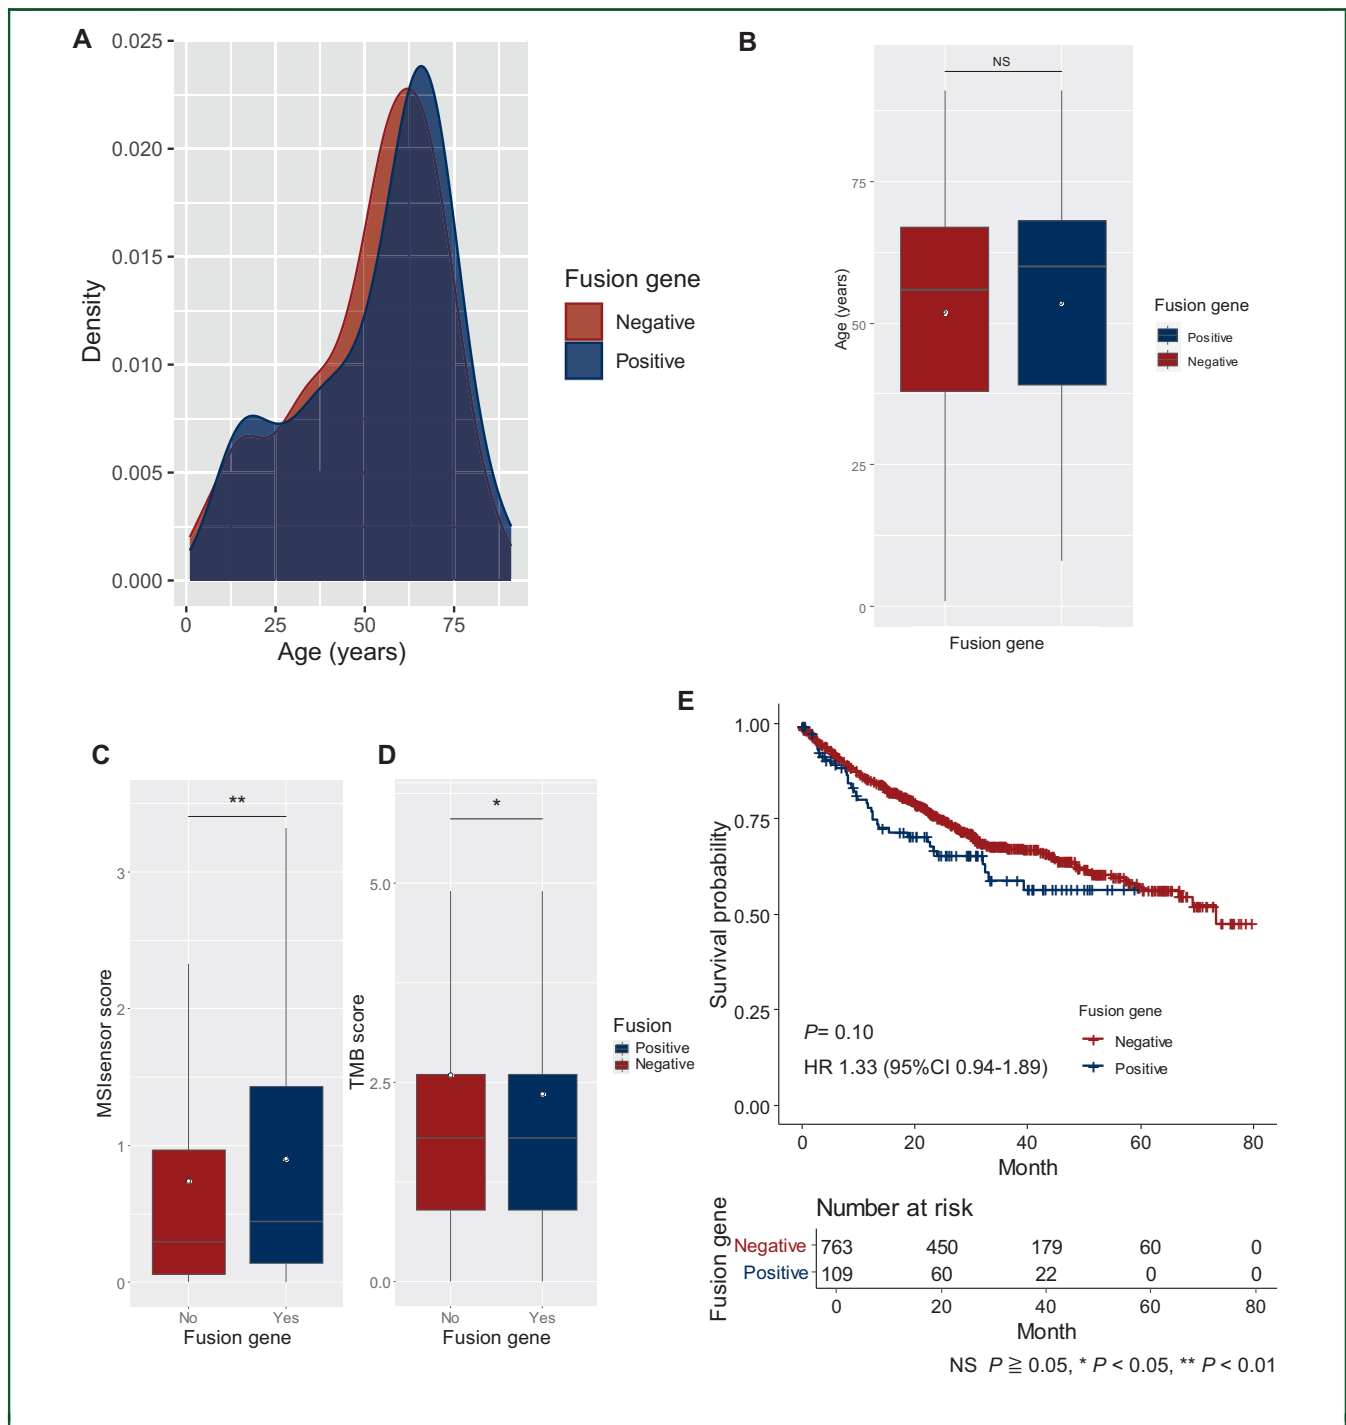 A
0.025
0.020
0.015
0.010
0.005
0.000
Density
0
25
50
75
Age (years)
Fusion gene
Negative
Positive
B
NS
75
50
25
0
Age (years)
Fusion gene
Fusion gene
Positive
Negative
C
**
3
2
1
0
MSIsensor score
No
Yes
Fusion gene
D
*
5.0
2.5
0.0
TMB score
No
Yes
Fusion gene
Fusion
Positive
Negative
E
1.00
0.75
0.50
0.25
0.00
Survival probability
P= 0.10
HR 1.33 (95%CI 0.94-1.89)
Fusion gene
Negative
Positive
0
20
40
60
80
Month
Number at risk
Fusion gene
Negative 763 450 179 60 0
Positive 109 60 22 0 0
0 20 40 60 80
Month
NS P ≧ 0.05, * P < 0.05, ** P < 0.01